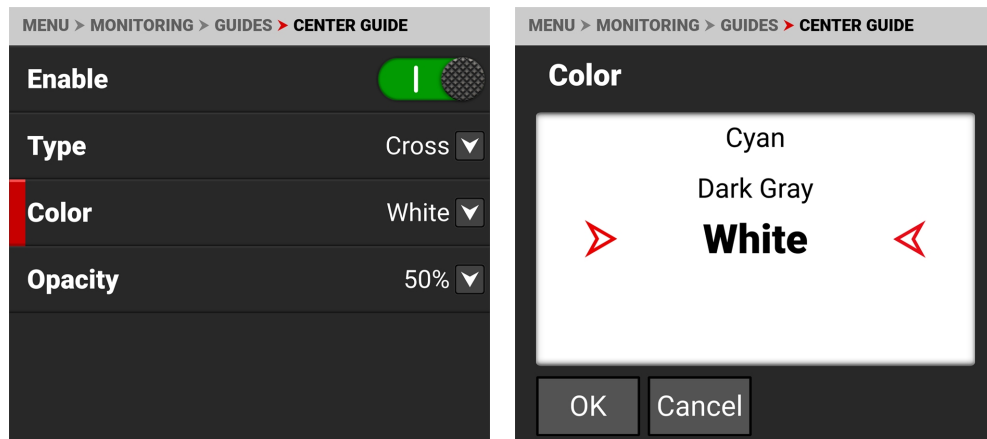 MENU > MONITORING > GUIDES > CENTER GUIDE
Enable
Type Cross
Color White
Opacity 50%
MENU > MONITORING > GUIDES > CENTER GUIDE
Color
Cyan
Dark Gray
White
OK Cancel